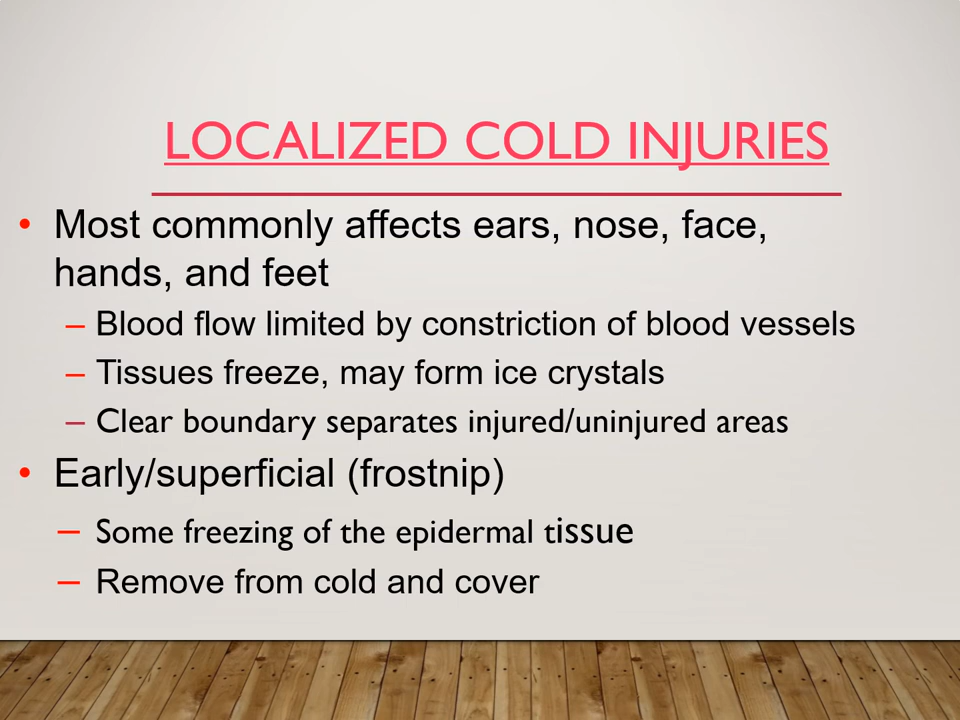 LOCALIZED COLD INJURIES
• Most commonly affects ears, nose, face,
hands, and feet
– Blood flow limited by constriction of blood vessels
– Tissues freeze, may form ice crystals
– Clear boundary separates injured/uninjured areas
• Early/superficial (frostnip)
– Some freezing of the epidermal tissue
– Remove from cold and cover